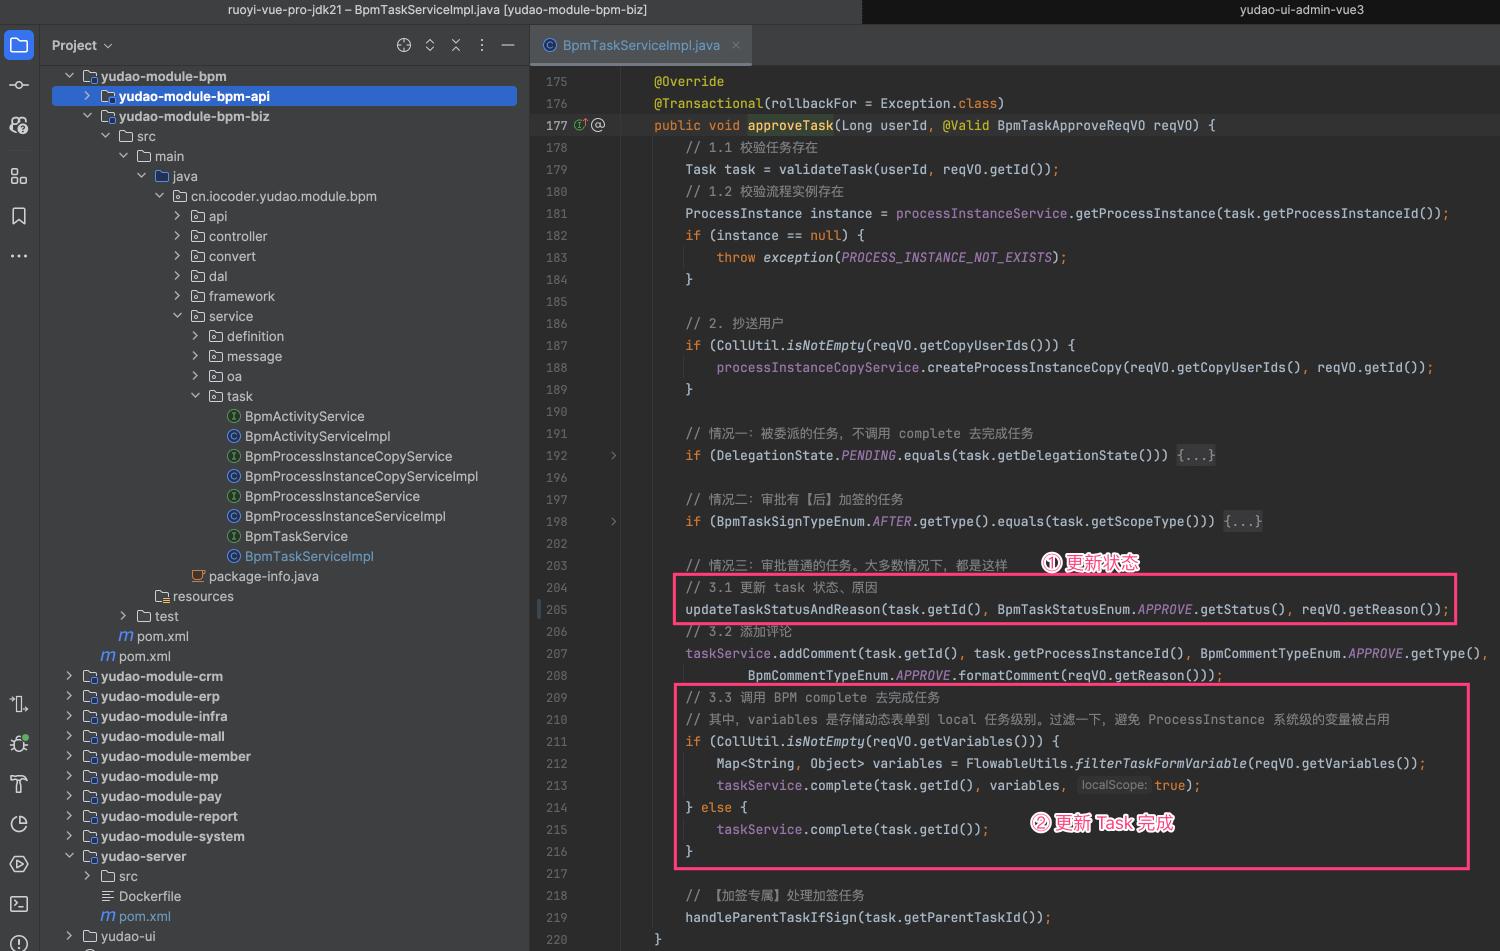 ruoyi-vue-pro-jdk21 – BpmTaskServiceImpl.java [yudao-module-bpm-biz]
yudao-ui-admin-vue3
Project
yudao-module-bpm
yudao-module-bpm-api
yudao-module-bpm-biz
src
main
java
cn.iocoder.yudao.module.bpm
api
controller
convert
dal
framework
service
definition
message
oa
task
BpmActivityService
BpmActivityServiceImpl
BpmProcessInstanceCopyService
BpmProcessInstanceCopyServiceImpl
BpmProcessInstanceService
BpmProcessInstanceServiceImpl
BpmTaskService
BpmTaskServiceImpl
package-info.java
resources
test
pom.xml
pom.xml
yudao-module-crm
yudao-module-erp
yudao-module-infra
yudao-module-mall
yudao-module-member
yudao-module-mp
yudao-module-pay
yudao-module-report
yudao-module-system
yudao-server
src
Dockerfile
pom.xml
yudao-ui
BpmTaskServiceImpl.java
175 @Override
176 @Transactional(rollbackFor = Exception.class)
177 public void approveTask(Long userId, @Valid BpmTaskApproveReqVO reqVO) {
178 // 1.1 校验任务存在
179 Task task = validateTask(userId, reqVO.getId());
180 // 1.2 校验流程实例存在
181 ProcessInstance instance = processInstanceService.getProcessInstance(task.getProcessInstanceId());
182 if (instance == null) {
183 throw exception(PROCESS_INSTANCE_NOT_EXISTS);
184 }
185
186 // 2. 抄送用户
187 if (CollUtil.isNotEmpty(reqVO.getCopyUserIds())) {
188 processInstanceCopyService.createProcessInstanceCopy(reqVO.getCopyUserIds(), reqVO.getId());
189 }
190
191 // 情况一：被委派的任务，不调用 complete 去完成任务
192 if (DelegationState.PENDING.equals(task.getDelegationState())) {...}
196
197 // 情况二：审批有【后】加签的任务
198 if (BpmTaskSignTypeEnum.AFTER.getType().equals(task.getScopeType())) {...}
202
203 // 情况三：审批普通的任务。大多数情况下，都是这样
① 更新状态
204 // 3.1 更新 task 状态、原因
205 updateTaskStatusAndReason(task.getId(), BpmTaskStatusEnum.APPROVE.getStatus(), reqVO.getReason());
206 // 3.2 添加评论
207 taskService.addComment(task.getId(), task.getProcessInstanceId(), BpmCommentTypeEnum.APPROVE.getType(),
208 BpmCommentTypeEnum.APPROVE.formatComment(reqVO.getReason()));
209 // 3.3 调用 BPM complete 去完成任务
210 // 其中，variables 是存储动态表单到 local 任务级别。过滤一下，避免 ProcessInstance 系统级的变量被占用
211 if (CollUtil.isNotEmpty(reqVO.getVariables())) {
212 Map<String, Object> variables = FlowableUtils.filterTaskFormVariable(reqVO.getVariables());
213 taskService.complete(task.getId(), variables, localScope: true);
214 } else {
215 taskService.complete(task.getId());
② 更新 Task 完成
216 }
217
218 // 【加签专属】处理加签任务
219 handleParentTaskIfSign(task.getParentTaskId());
220 }